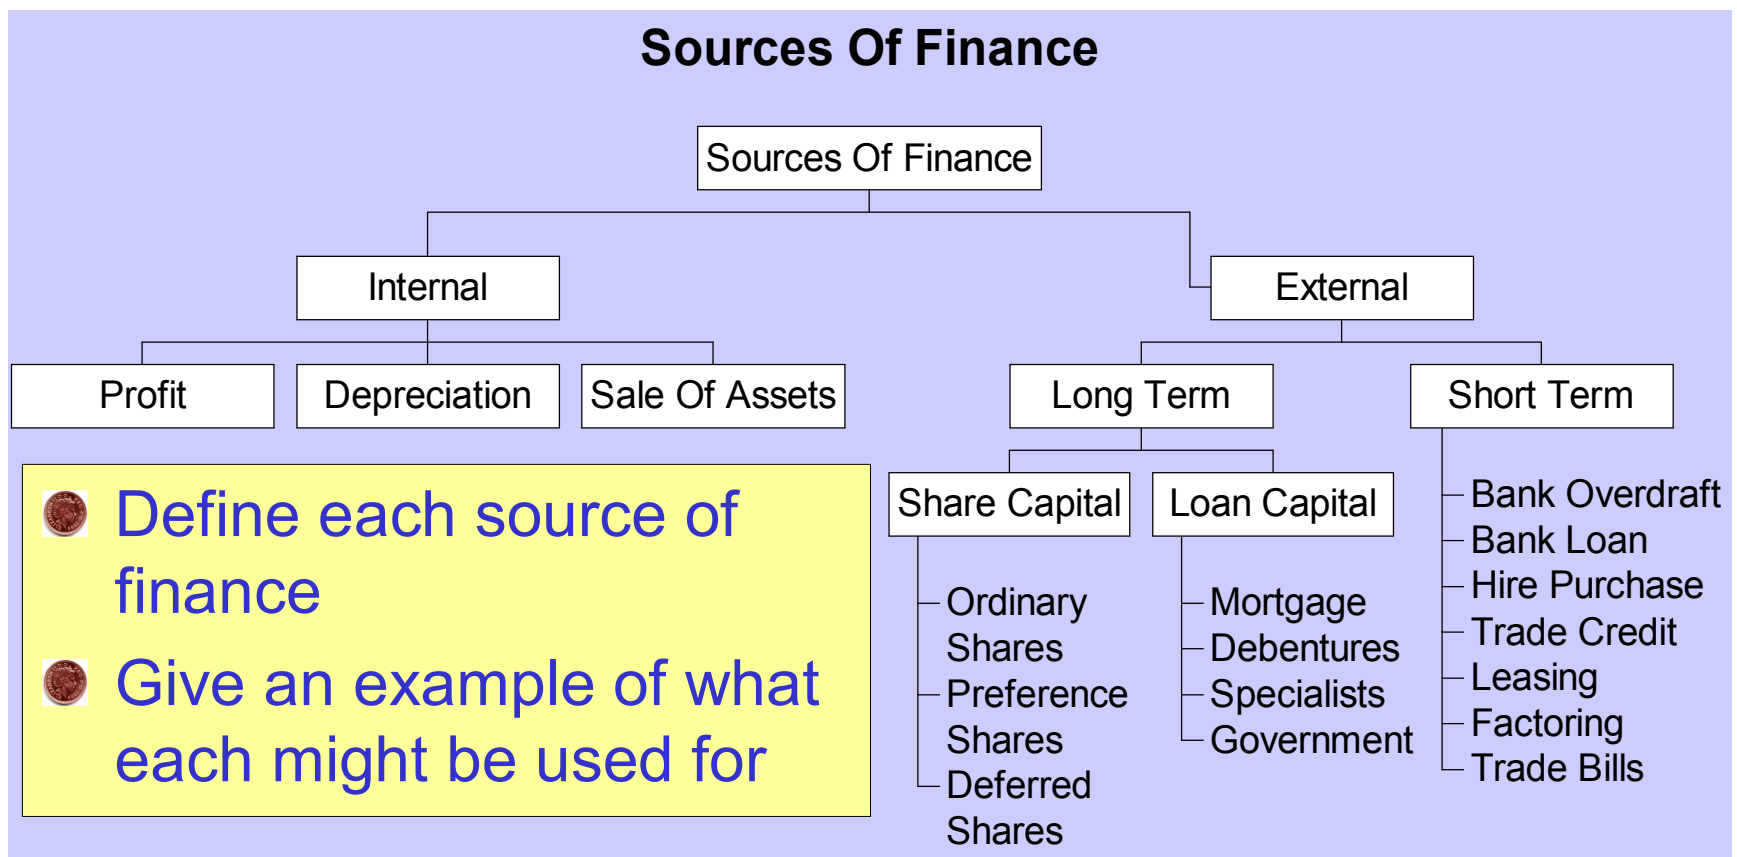 Sources Of Finance
Sources Of Finance
Internal
External
Profit
Depreciation
Sale Of Assets
Long Term
Short Term
Define each source of
finance
Give an example of what
each might be used for
Share Capital
Loan Capital
Ordinary
Shares
Preference
Shares
Deferred
Shares
Mortgage
Debentures
Specialists
Government
Bank Overdraft
Bank Loan
Hire Purchase
Trade Credit
Leasing
Factoring
Trade Bills